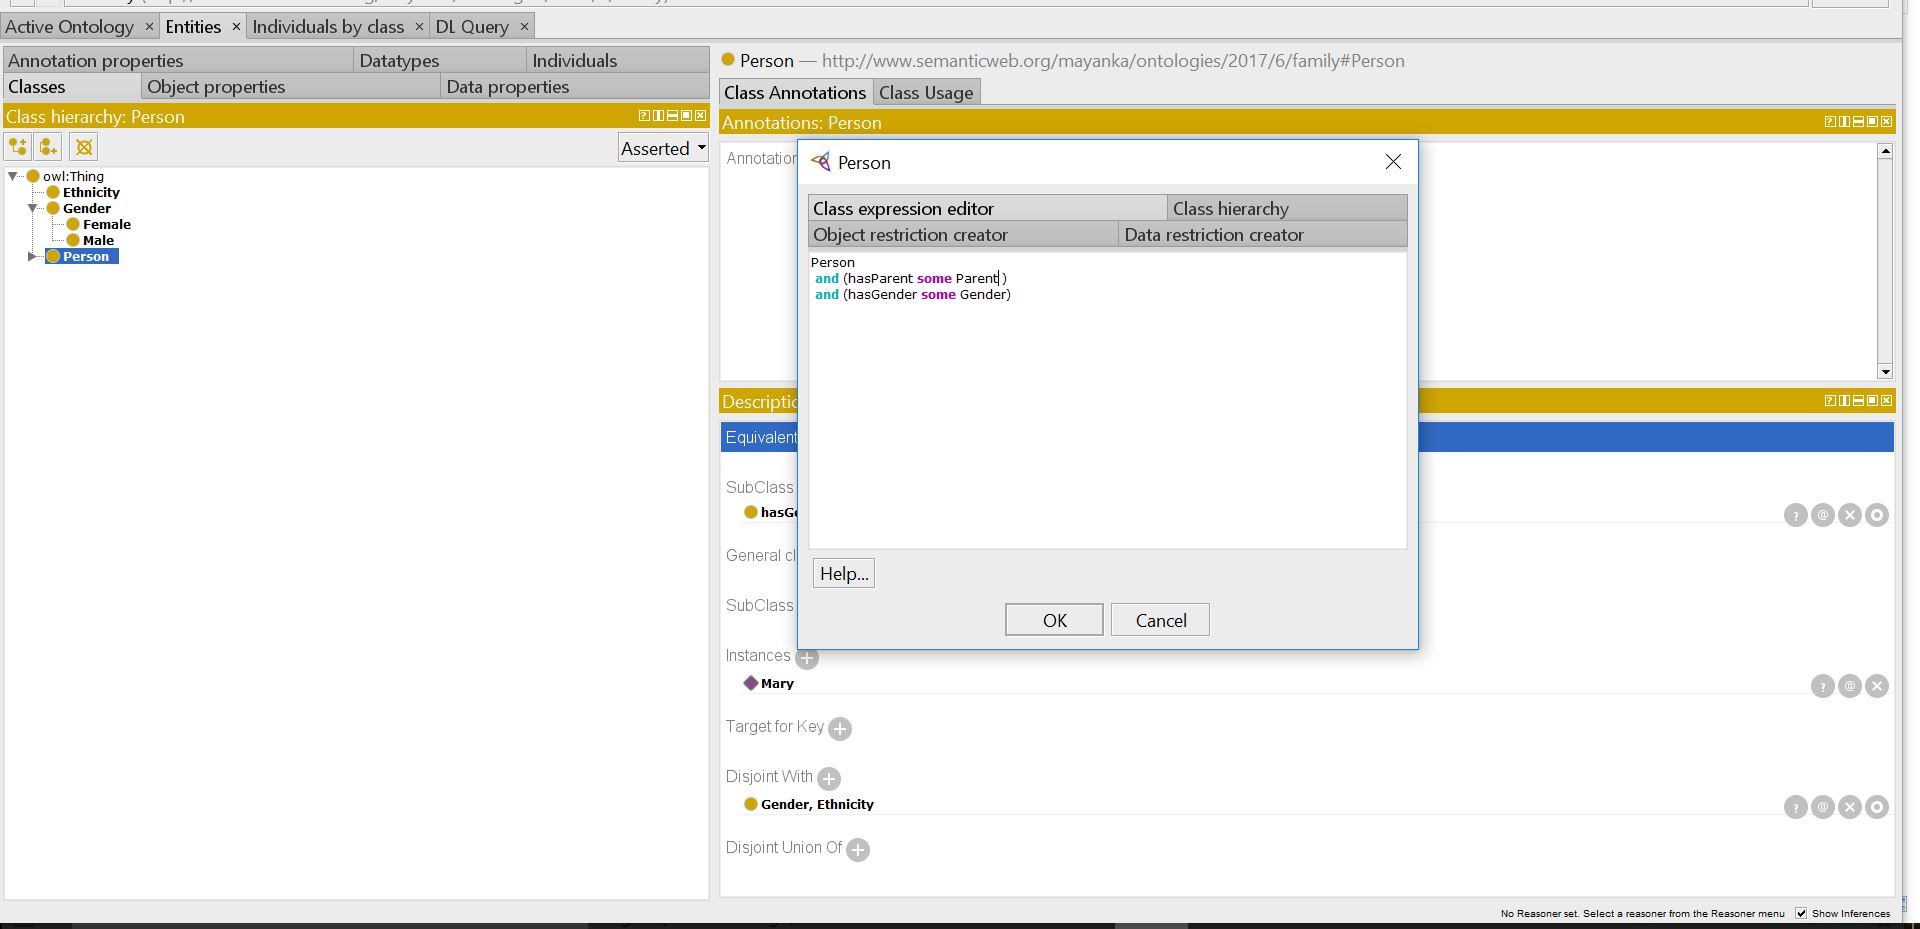 Active Ontology × Entities × Individuals by class × DL Query ×
Annotation properties Datatypes Individuals
Classes Object properties Data properties
Class hierarchy: Person
Asserted
owl:Thing
Ethnicity
Gender
Female
Male
Person
Person — http://www.semanticweb.org/mayanka/ontologies/2017/6/family#Person
Class Annotations Class Usage
Annotations: Person
Annotation
Person
Class expression editor Class hierarchy
Object restriction creator Data restriction creator
Person
and (hasParent some Parent )
and (hasGender some Gender)
Help...
OK Cancel
Descriptio
Equivalent
SubClass
hasGe
General cl
SubClass
Instances
Mary
Target for Key
Disjoint With
Gender, Ethnicity
Disjoint Union Of
No Reasoner set. Select a reasoner from the Reasoner menu Show Inferences